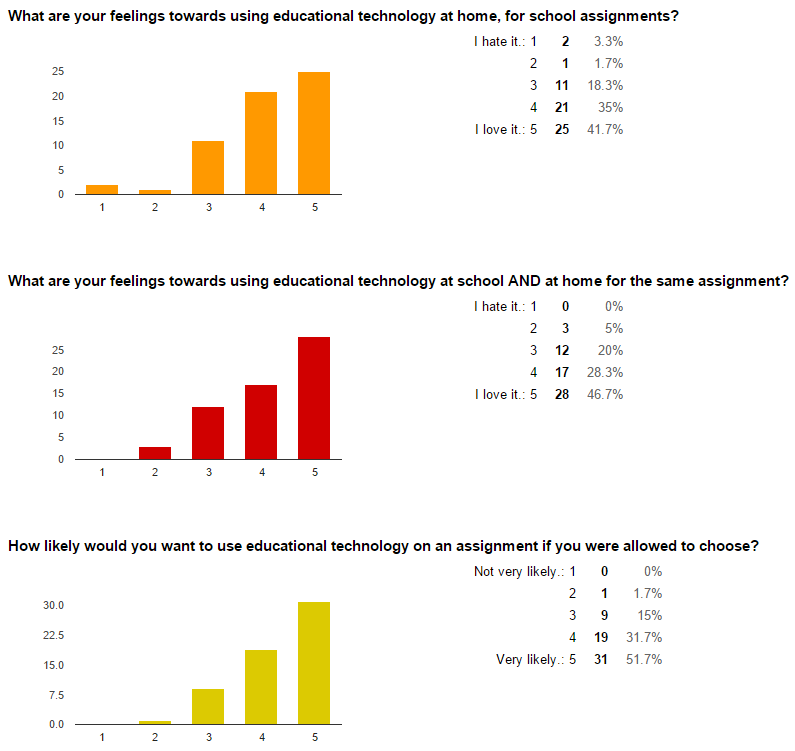 What are your feelings towards using educational technology at home, for school assignments?
I hate it.: 1 2 3.3%
2 1 1.7%
3 11 18.3%
4 21 35%
I love it.: 5 25 41.7%
25
20
15
10
5
0
1 2 3 4 5
What are your feelings towards using educational technology at school AND at home for the same assignment?
I hate it.: 1 0 0%
2 3 5%
3 12 20%
4 17 28.3%
I love it.: 5 28 46.7%
25
20
15
10
5
0
1 2 3 4 5
How likely would you want to use educational technology on an assignment if you were allowed to choose?
Not very likely.: 1 0 0%
2 1 1.7%
3 9 15%
4 19 31.7%
Very likely.: 5 31 51.7%
30.0
22.5
15.0
7.5
0.0
1 2 3 4 5